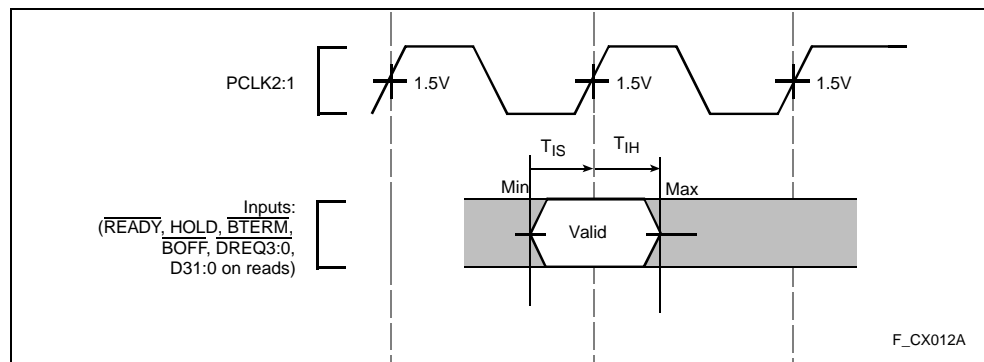 PCLK2:1
1.5V 1.5V 1.5V
TIS TIH
Min Max
Inputs:
(READY, HOLD, BTERM,
BOFF, DREQ3:0,
D31:0 on reads)
Valid
F_CX012A